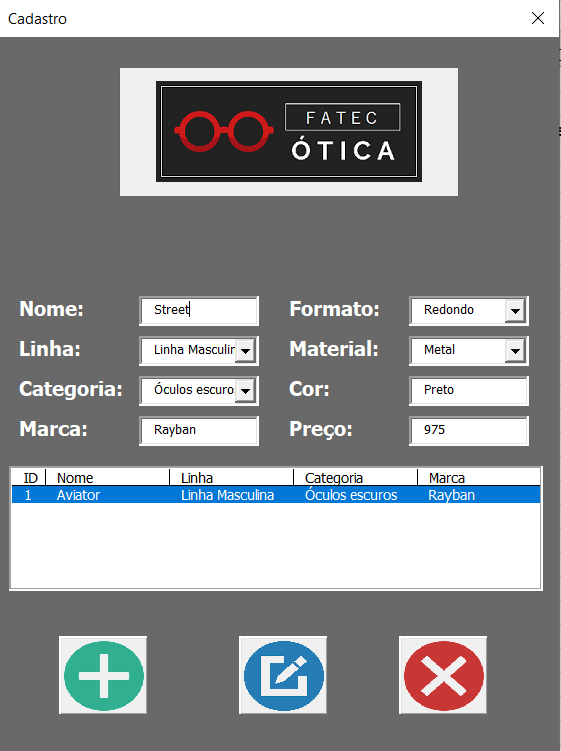 Cadastro
FATEC
ÓTICA
Nome: Street Formato: Redondo
Linha: Linha Masculin Material: Metal
Categoria: Óculos escuro Cor: Preto
Marca: Rayban Preço: 975
ID Nome Linha Categoria Marca
1 Aviator Linha Masculina Óculos escuros Rayban